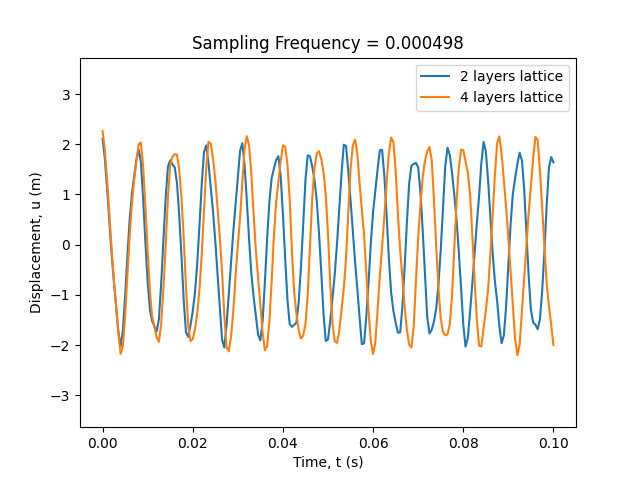 Sampling Frequency = 0.000498
2 layers lattice
4 layers lattice
Displacement, u (m)
3
2
1
0
−1
−2
−3
0.00 0.02 0.04 0.06 0.08 0.10
Time, t (s)